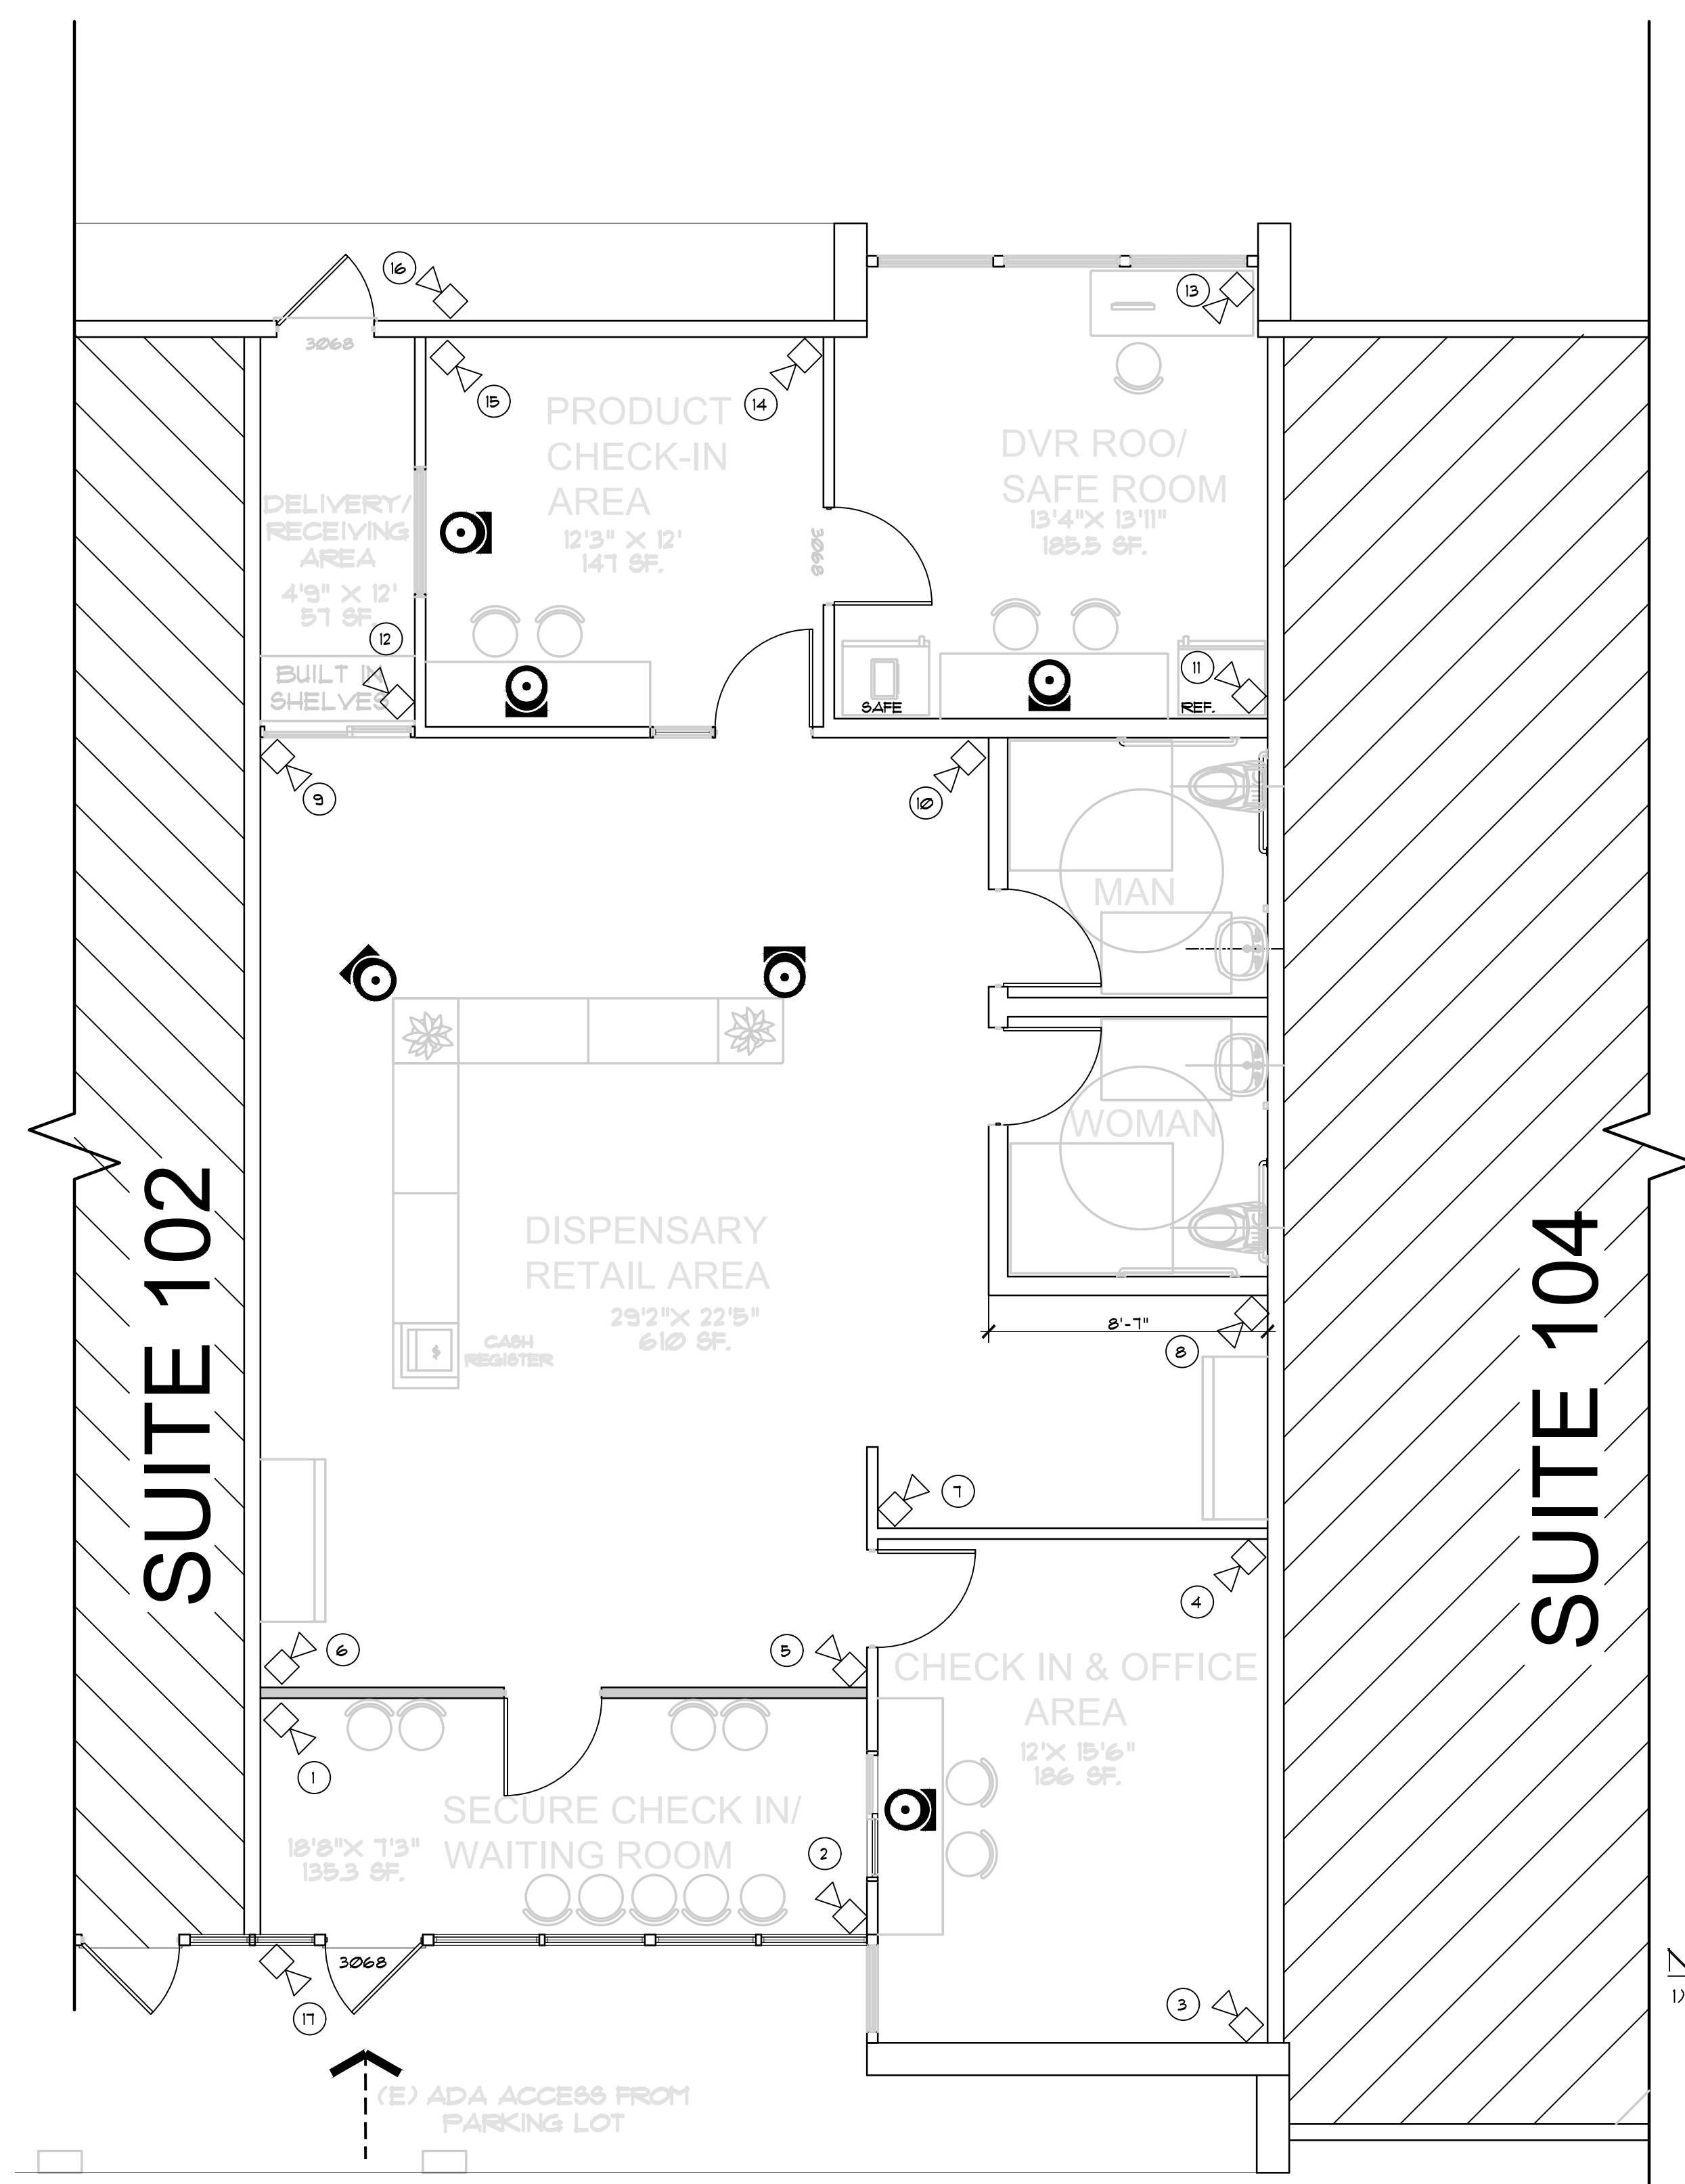 16
13
3068
15
14
PRODUCT
CHECK-IN
AREA
12'3" X 12'
147 SF.
DVR ROO/
SAFE ROOM
13'4"X 13'11"
185.5 SF.
DELIVERY/
RECEIVING
AREA
4'9" X 12'
57 SF.
3068
12
BUILT IN
SHELVES
11
SAFE
REF.
9
10
MAN
WOMAN
SUITE 102
SUITE 104
DISPENSARY
RETAIL AREA
29'2"X 22'5"
610 SF.
CASH
REGISTER
$
8'-7"
8
7
4
6
5
CHECK IN & OFFICE
AREA
12'X 15'6"
186 SF.
1
SECURE CHECK IN/
WAITING ROOM
18'8"X 7'3"
135.3 SF.
2
3068
17
3
1)
(E) ADA ACCESS FROM
PARKING LOT